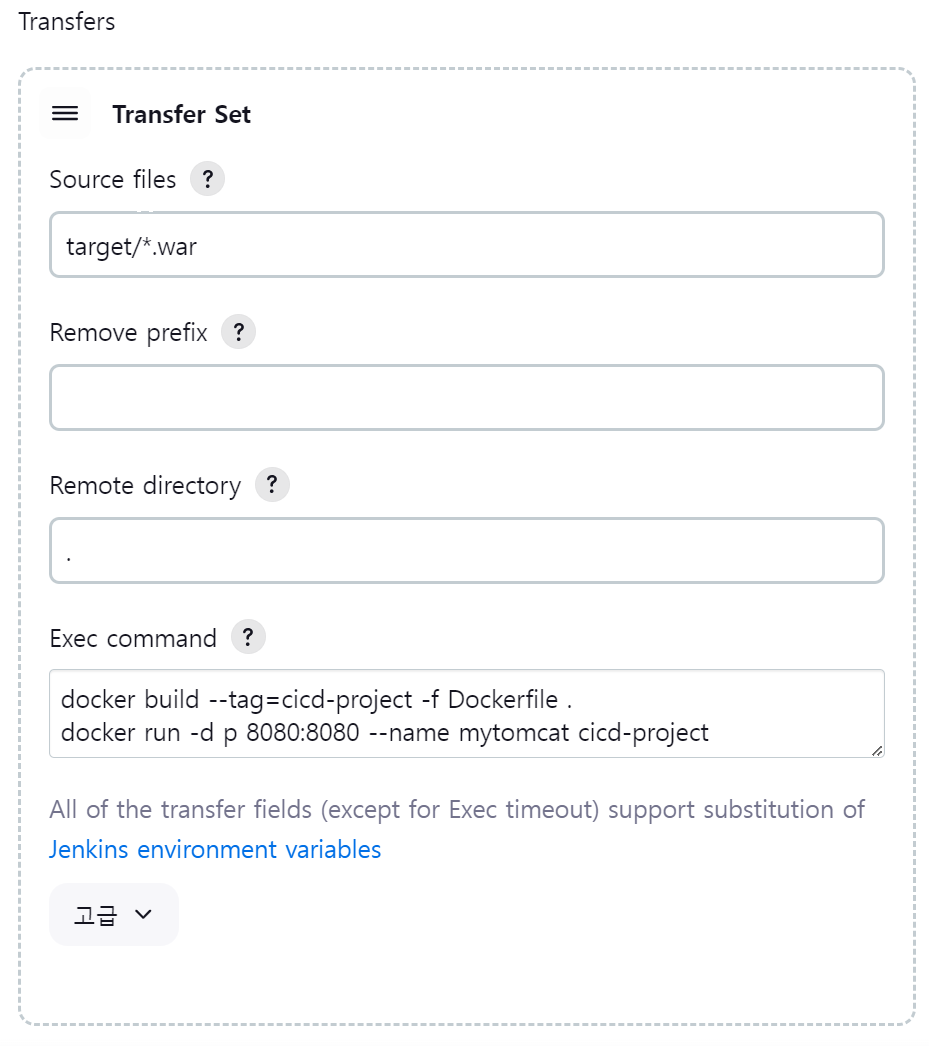 Transfers
Transfer Set
Source files ?
target/*.war
Remove prefix ?
Remote directory ?
.
Exec command ?
docker build --tag=cicd-project -f Dockerfile .
docker run -d p 8080:8080 --name mytomcat cicd-project
All of the transfer fields (except for Exec timeout) support substitution of
Jenkins environment variables
고급